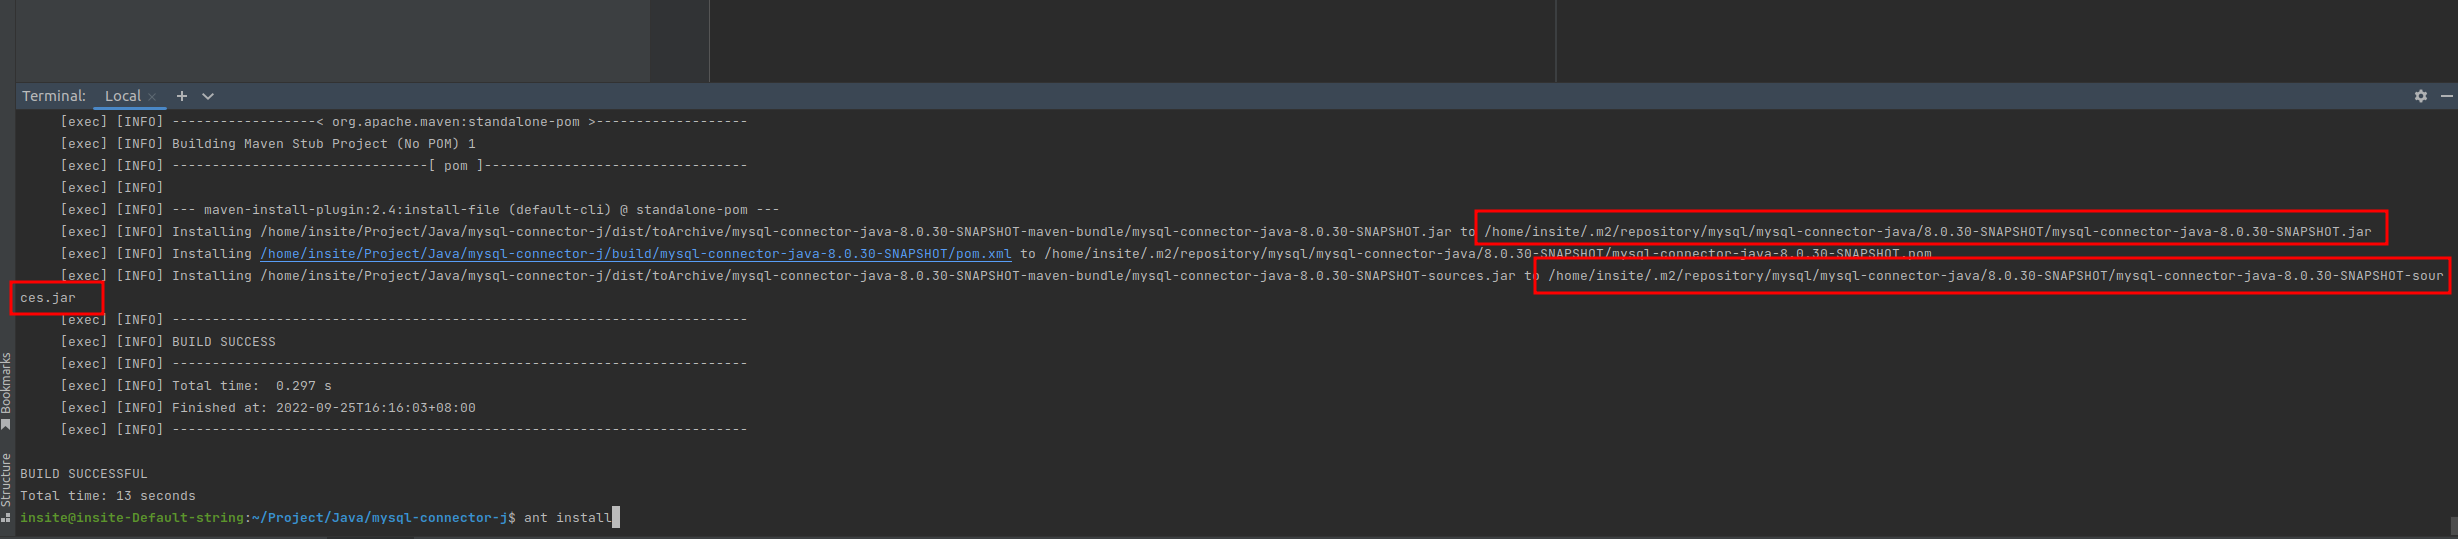 Terminal: Local × + 
[exec] [INFO] ------------------< org.apache.maven:standalone-pom >-------------------
[exec] [INFO] Building Maven Stub Project (No POM) 1
[exec] [INFO] --------------------------------[ pom ]---------------------------------
[exec] [INFO]
[exec] [INFO] --- maven-install-plugin:2.4:install-file (default-cli) @ standalone-pom ---
[exec] [INFO] Installing /home/insite/Project/Java/mysql-connector-j/dist/toArchive/mysql-connector-java-8.0.30-SNAPSHOT-maven-bundle/mysql-connector-java-8.0.30-SNAPSHOT.jar to /home/insite/.m2/repository/mysql/mysql-connector-java/8.0.30-SNAPSHOT/mysql-connector-java-8.0.30-SNAPSHOT.jar
[exec] [INFO] Installing /home/insite/Project/Java/mysql-connector-j/build/mysql-connector-java-8.0.30-SNAPSHOT/pom.xml to /home/insite/.m2/repository/mysql/mysql-connector-java/8.0.30-SNAPSHOT/mysql-connector-java-8.0.30-SNAPSHOT.pom
[exec] [INFO] Installing /home/insite/Project/Java/mysql-connector-j/dist/toArchive/mysql-connector-java-8.0.30-SNAPSHOT-maven-bundle/mysql-connector-java-8.0.30-SNAPSHOT-sources.jar to /home/insite/.m2/repository/mysql/mysql-connector-java/8.0.30-SNAPSHOT/mysql-connector-java-8.0.30-SNAPSHOT-sour
ces.jar
[exec] [INFO] ------------------------------------------------------------------------
[exec] [INFO] BUILD SUCCESS
[exec] [INFO] ------------------------------------------------------------------------
[exec] [INFO] Total time:  0.297 s
[exec] [INFO] Finished at: 2022-09-25T16:16:03+08:00
[exec] [INFO] ------------------------------------------------------------------------
BUILD SUCCESSFUL
Total time: 13 seconds
insite@insite-Default-string:~/Project/Java/mysql-connector-j$ ant install
Bookmarks
Structure